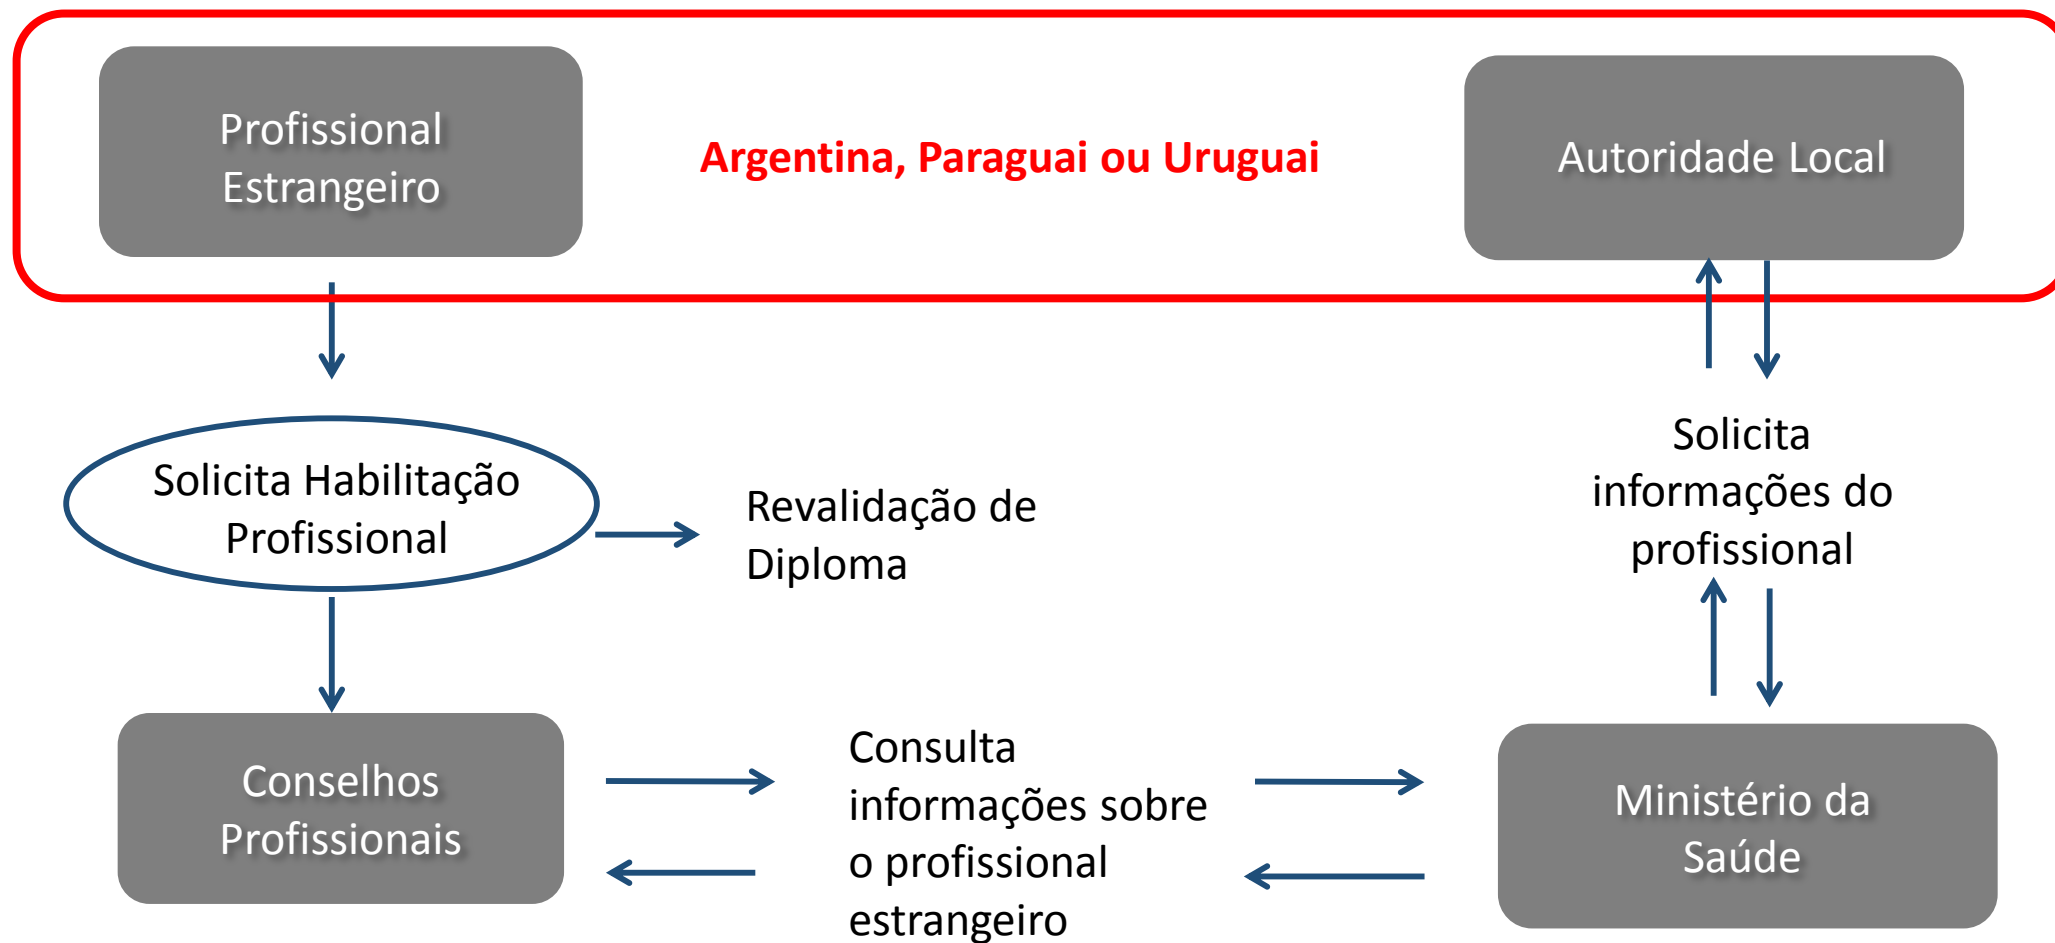 Profissional
Estrangeiro
Argentina, Paraguai ou Uruguai
Autoridade Local
Solicita Habilitação
Profissional
Revalidação de
Diploma
Solicita
informações do
profissional
Conselhos
Profissionais
Consulta
informações sobre
o profissional
estrangeiro
Ministério da
Saúde